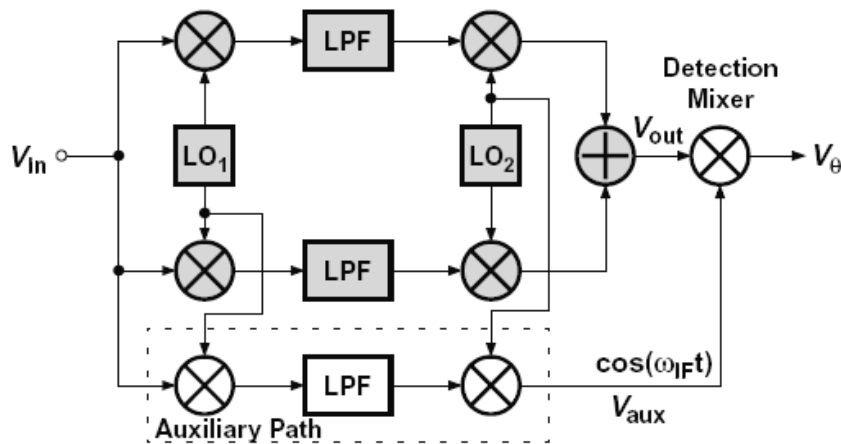 LPF
Detection
Mixer
Vin
LO1
LO2
Vout
Vθ
LPF
LPF
cos(ωIFt)
Vaux
Auxiliary Path